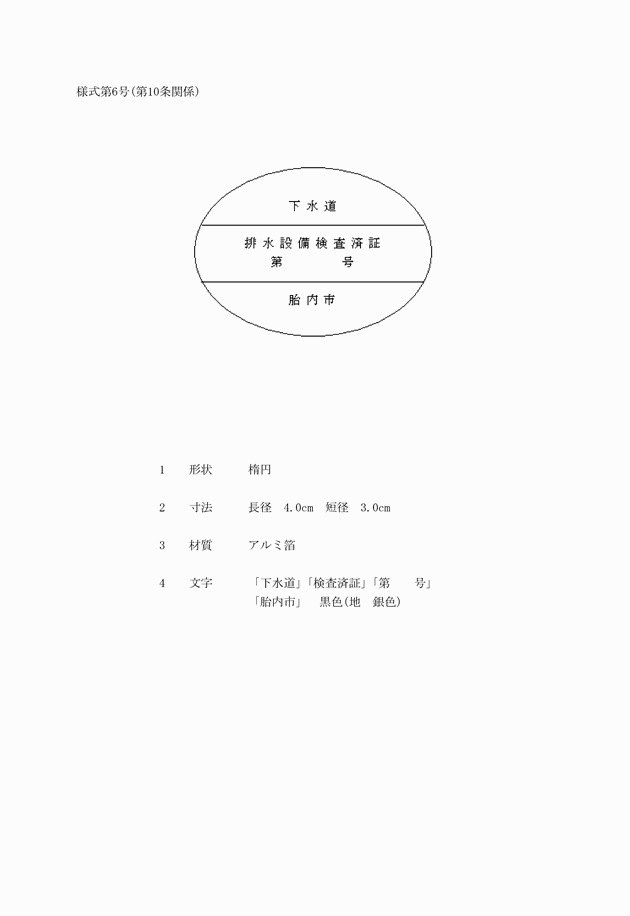 様式第6号(第10条関係)
下水道
排水設備検査済証
第　　　号
胎内市
1　形状　　楕円
2　寸法　　長径　4.0cm　短径　3.0cm
3　材質　　アルミ箔
4　文字　　「下水道」「検査済証」「第　　号」
「胎内市」　黒色(地　銀色)